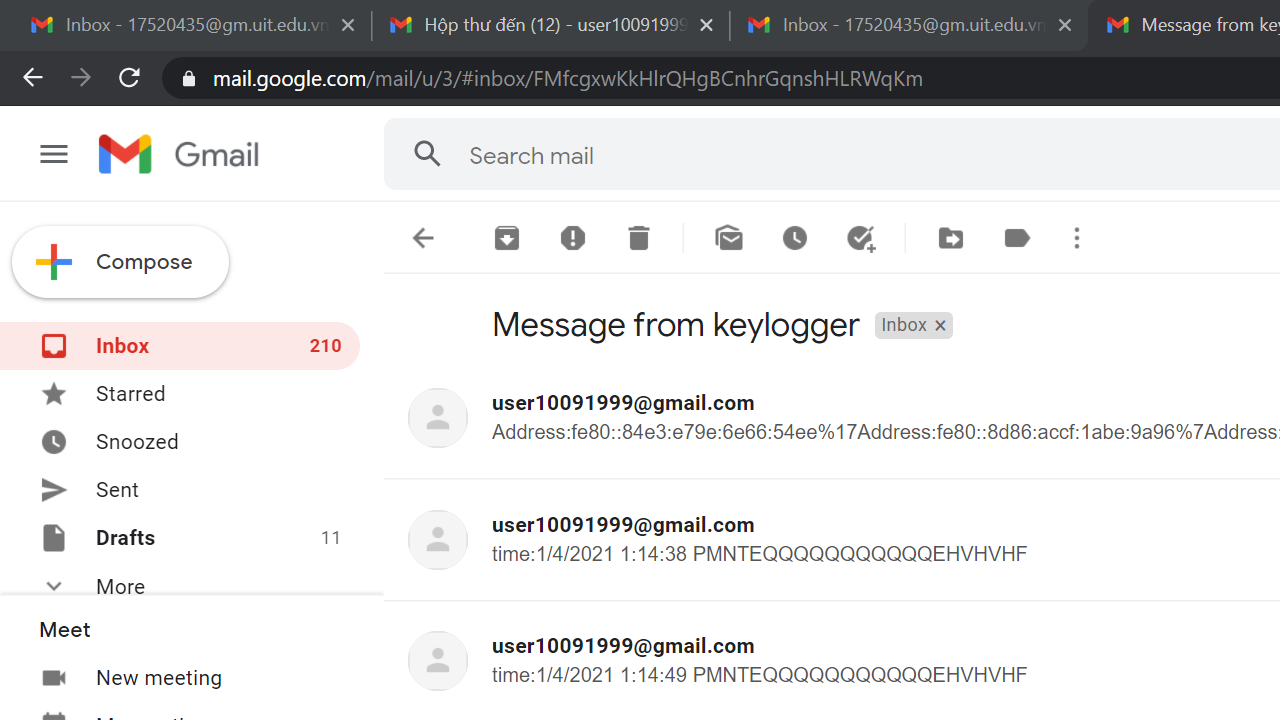 Inbox - 17520435@gm.uit.edu.vn
Hộp thư đến (12) - user10091999
Inbox - 17520435@gm.uit.edu.vn
Message from key
mail.google.com/mail/u/3/#inbox/FMfcgxwKkHlrQHgBCnhrGqnshHLRWqKm
Gmail
Search mail
Compose
Inbox 210
Starred
Snoozed
Sent
Drafts 11
More
Meet
New meeting
Message from keylogger Inbox
user10091999@gmail.com
Address:fe80::84e3:e79e:6e66:54ee%17Address:fe80::8d86:accf:1abe:9a96%7Address:
user10091999@gmail.com
time:1/4/2021 1:14:38 PMNTEQQQQQQQQQQQEHVHVHF
user10091999@gmail.com
time:1/4/2021 1:14:49 PMNTEQQQQQQQQQQQEHVHVHF